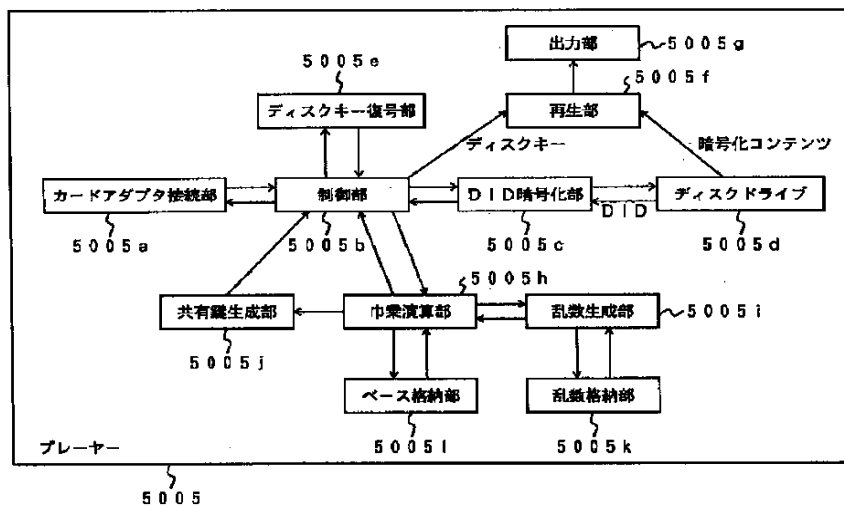 出力部
5005g
5005e
5005f
ディスクキー復号部
再生部
ディスクキー
暗号化コンテンツ
カードアダプタ接続部
制御部
DID暗号化部
ディスクドライブ
DID
5005a
5005b
5005c
5005d
5005h
共有鍵生成部
巾乗演算部
乱数生成部
5005i
5005j
ベース格納部
乱数格納部
プレーヤー
5005l
5005k
5005